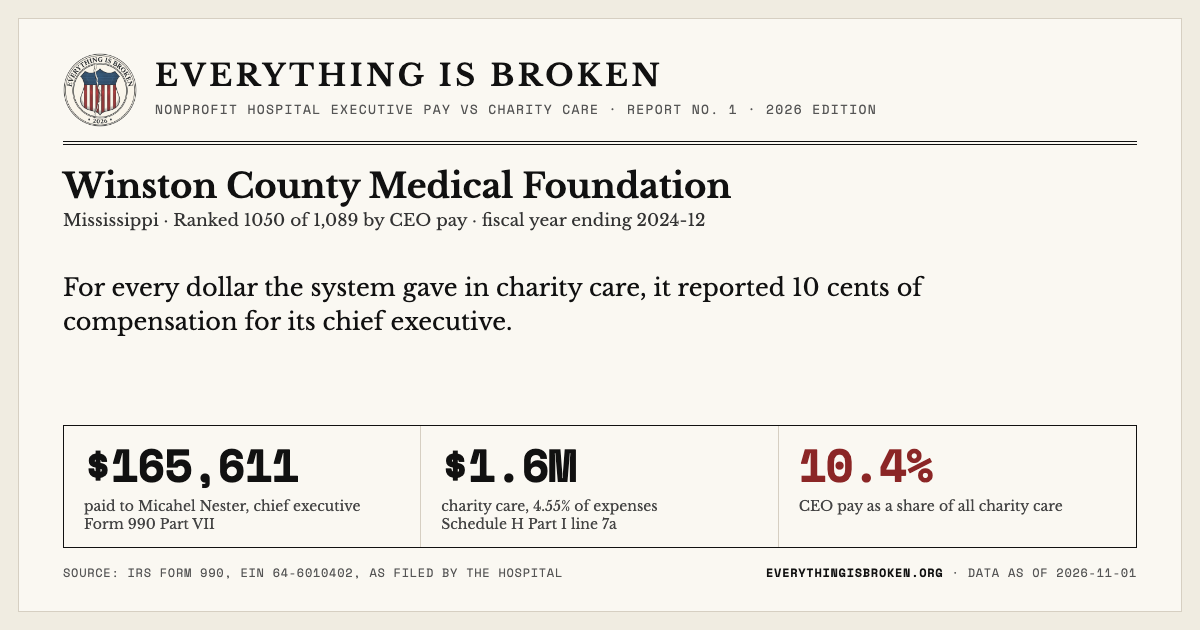 EVERYTHING IS BROKEN
2026
EVERYTHING IS BROKEN
NONPROFIT HOSPITAL EXECUTIVE PAY VS CHARITY CARE · REPORT NO. 1 · 2026 EDITION
Winston County Medical Foundation
Mississippi · Ranked 1050 of 1,089 by CEO pay · fiscal year ending 2024-12
For every dollar the system gave in charity care, it reported 10 cents of
compensation for its chief executive.
$165,611
paid to Micahel Nester, chief executive
Form 990 Part VII
$1.6M
charity care, 4.55% of expenses
Schedule H Part I line 7a
10.4%
CEO pay as a share of all charity care
SOURCE: IRS FORM 990, EIN 64-6010402, AS FILED BY THE HOSPITAL
EVERYTHINGISBROKEN.ORG · DATA AS OF 2026-11-01